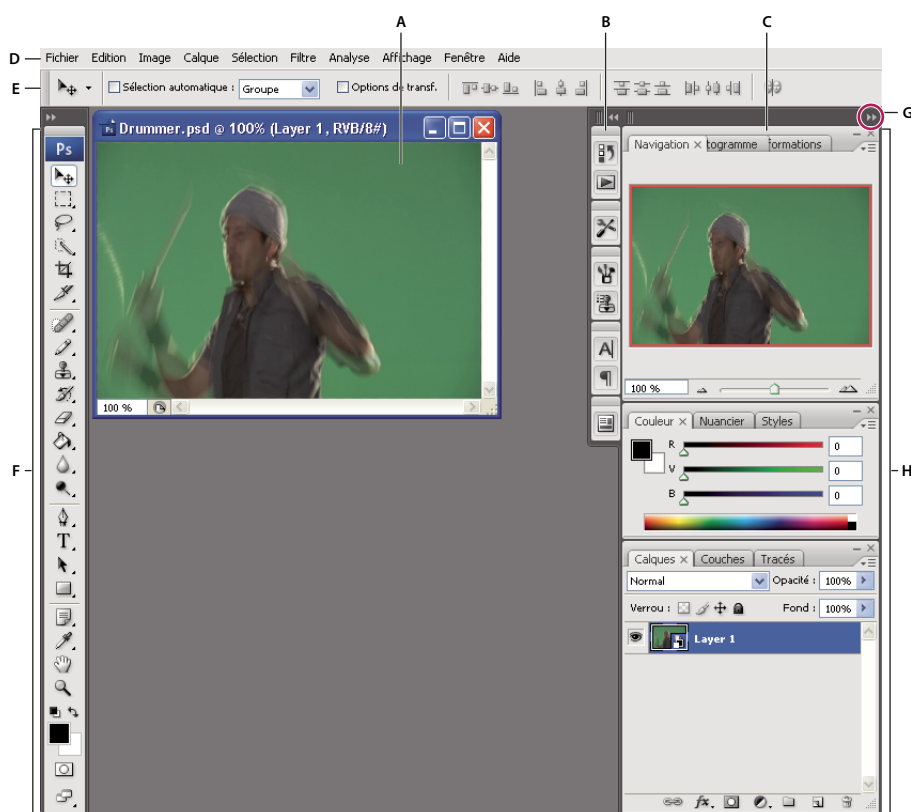 A B C
D Fichier Edition Image Calque Sélection Filtre Analyse Affichage Fenêtre Aide
E Sélection automatique : Groupe Options de transf.
G
Drummer.psd @ 100% (Layer 1, RVB/8#)
Ps
Navigation × togramme formations
A
100 %
100 %
Couleur × Nuancier Styles
R 0
F V 0 H
B 0
T
Calques × Couches Tracés
Normal Opacité : 100%
Verrou : Fond : 100%
Layer 1
fx.